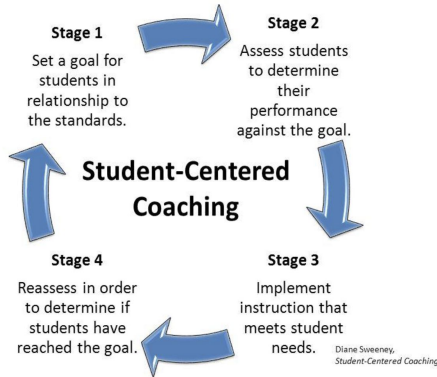 Stage 1
Set a goal for
students in
relationship to
the standards.
Stage 2
Assess students
to determine
their
performance
against the goal.
Student-Centered
Coaching
Stage 3
Implement
instruction that
meets student
needs.
Stage 4
Reassess in order
to determine if
students have
reached the goal.
Diane Sweeney,
Student-Centered Coaching